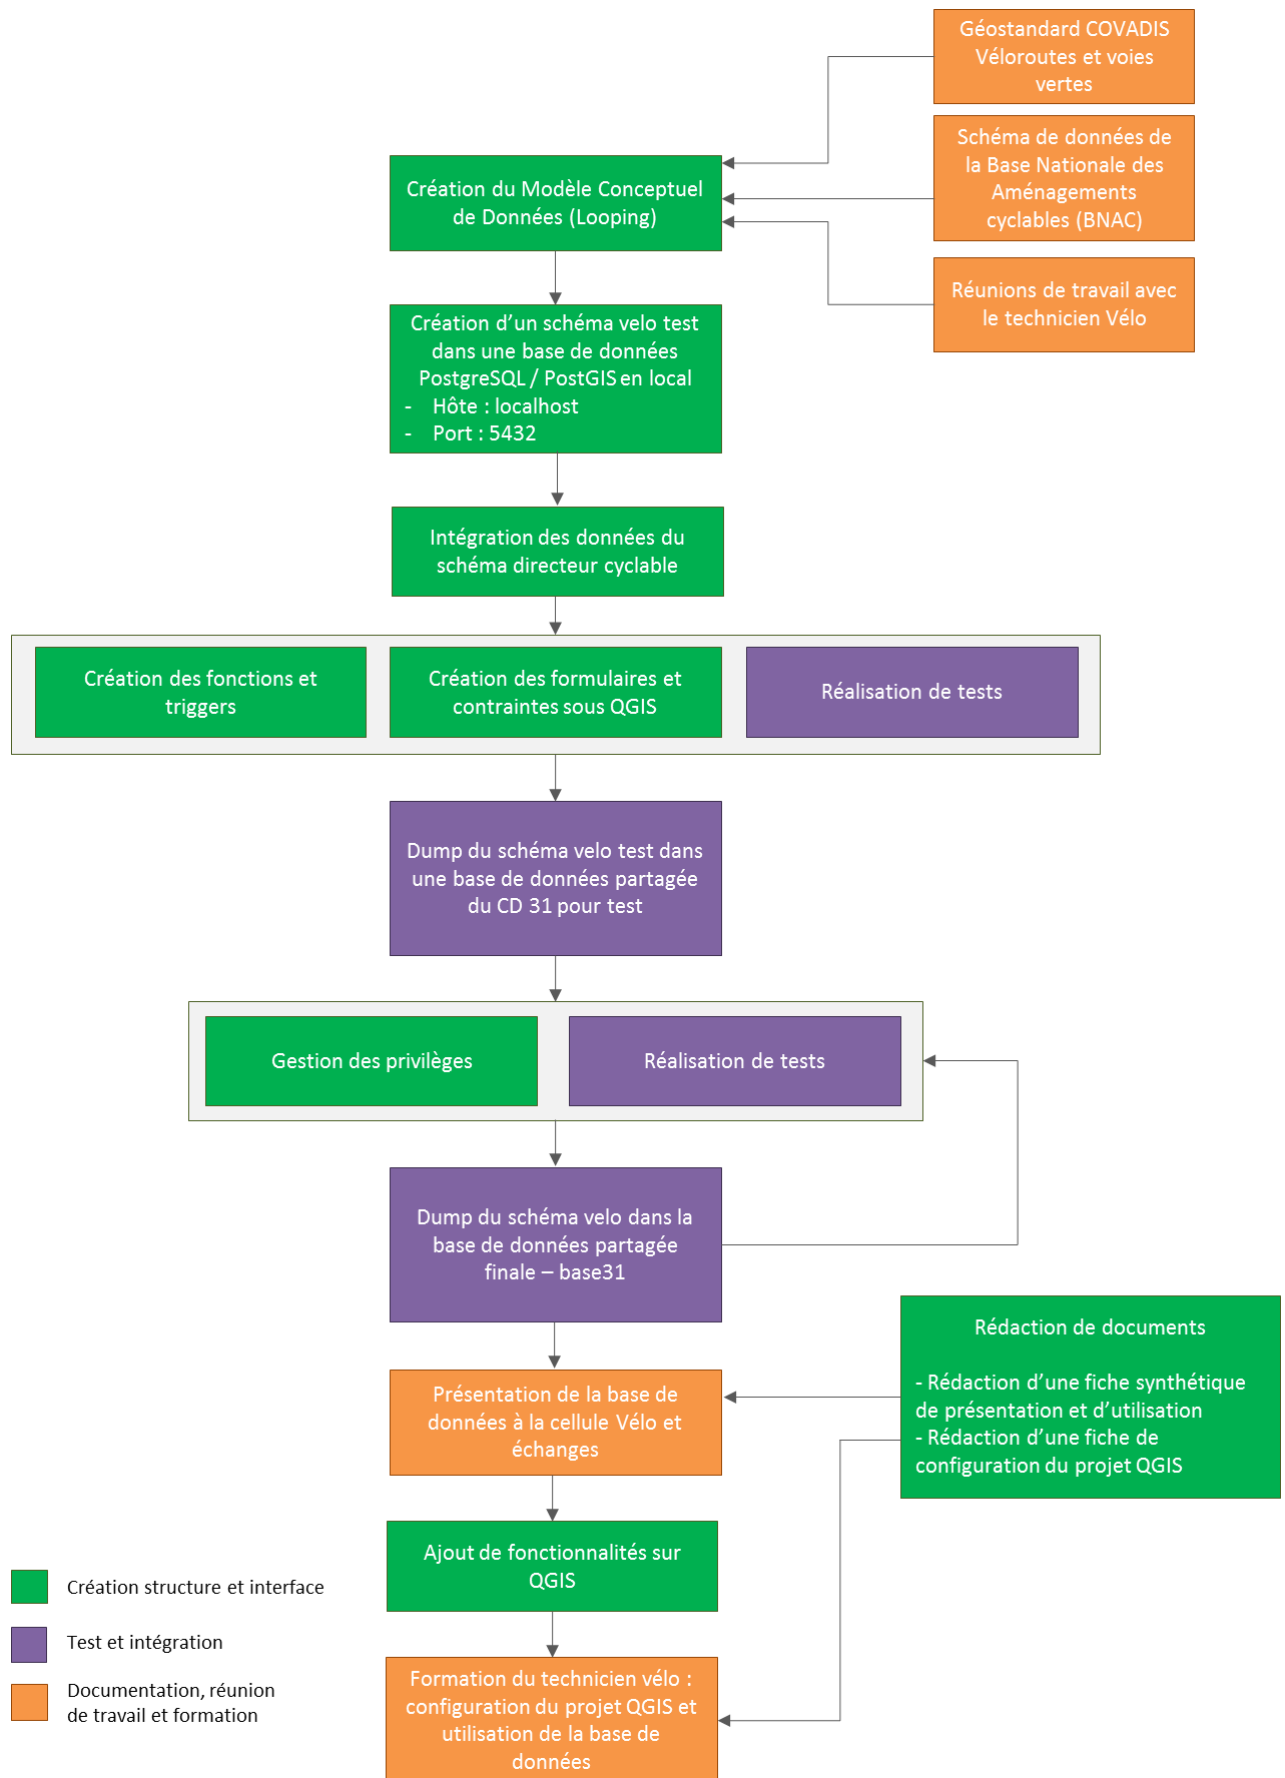 Géostandard COVADIS
Véloroutes et voies
vertes
Schéma de données de
la Base Nationale des
Aménagements
cyclables (BNAC)
Réunions de travail avec
le technicien Vélo
Création du Modèle Conceptuel
de Données (Looping)
Création d’un schéma velo test
dans une base de données
PostgreSQL / PostGIS en local
- Hôte : localhost
- Port : 5432
Intégration des données du
schéma directeur cyclable
Création des fonctions et
triggers
Création des formulaires et
contraintes sous QGIS
Réalisation de tests
Dump du schéma velo test dans
une base de données partagée
du CD 31 pour test
Gestion des privilèges
Réalisation de tests
Dump du schéma velo dans la
base de données partagée
finale – base31
Rédaction de documents
- Rédaction d’une fiche synthétique
de présentation et d’utilisation
- Rédaction d’une fiche de
configuration du projet QGIS
Présentation de la base de
données à la cellule Vélo et
échanges
Ajout de fonctionnalités sur
QGIS
Formation du technicien vélo :
configuration du projet QGIS et
utilisation de la base de
données
Création structure et interface
Test et intégration
Documentation, réunion
de travail et formation